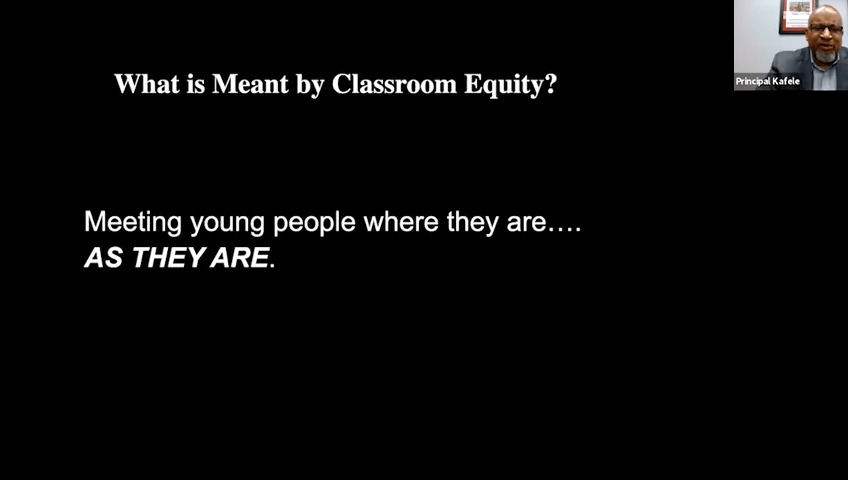 What is Meant by Classroom Equity?
Meeting young people where they are....
AS THEY ARE.
Principal Kafele